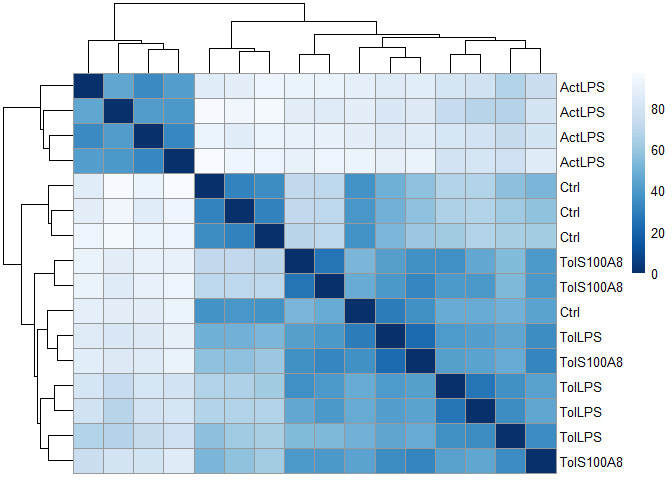 ActLPS
ActLPS
ActLPS
ActLPS
Ctrl
Ctrl
Ctrl
TolS100A8
TolS100A8
Ctrl
TolLPS
TolS100A8
TolLPS
TolLPS
TolLPS
TolS100A8
80
60
40
20
0